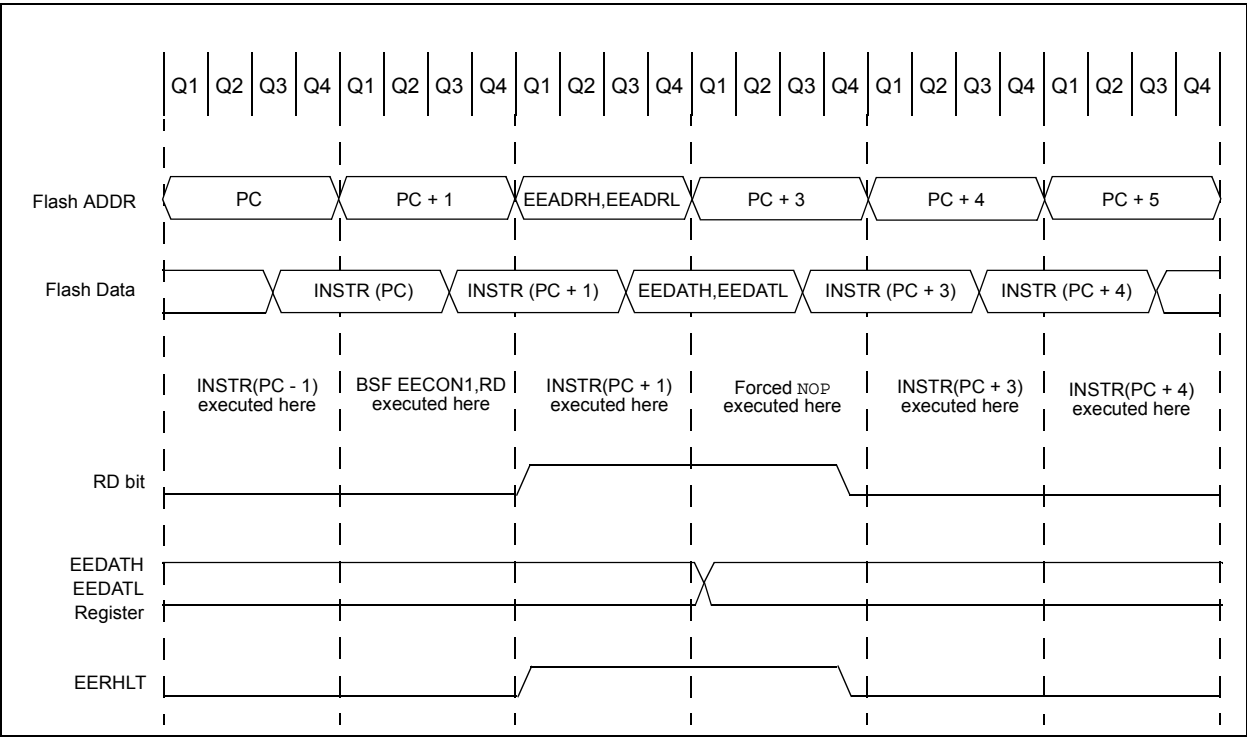 Q1 Q2 Q3 Q4 Q1 Q2 Q3 Q4 Q1 Q2 Q3 Q4 Q1 Q2 Q3 Q4 Q1 Q2 Q3 Q4 Q1 Q2 Q3 Q4
Flash ADDR PC PC + 1 EEADRH,EEADRL PC + 3 PC + 4 PC + 5
Flash Data INSTR (PC) INSTR (PC + 1) EEDATH,EEDATL INSTR (PC + 3) INSTR (PC + 4)
INSTR(PC - 1) BSF EECON1,RD INSTR(PC + 1) Forced NOP INSTR(PC + 3) INSTR(PC + 4)
executed here executed here executed here executed here executed here executed here
RD bit
EEDATH
EEDATL
Register
EERHLT